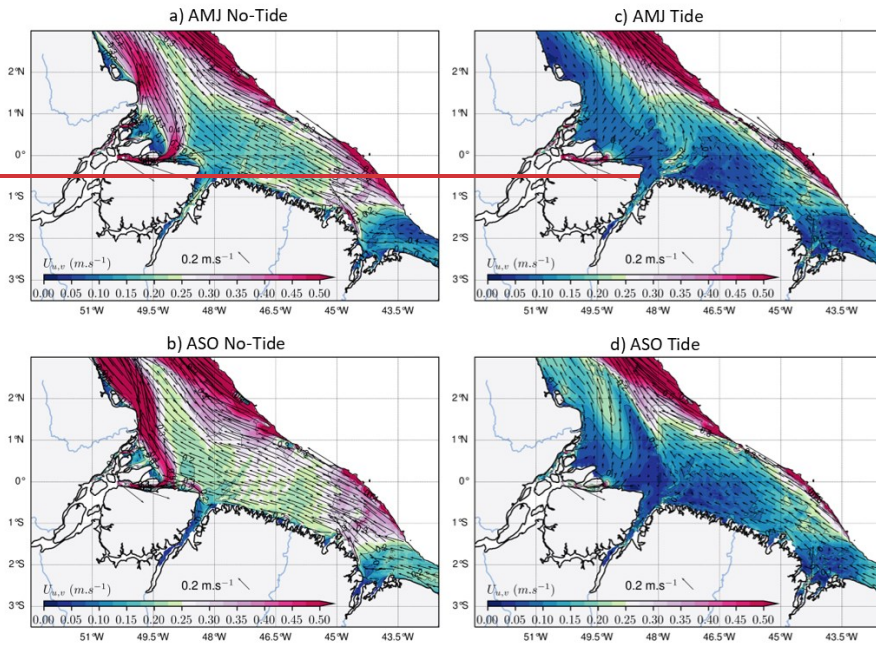 a) AMJ No-Tide
c) AMJ Tide
2°N
1°N
0°
1°S
2°S
3°S
U_{u,v} (m.s⁻¹)
0.2 m.s⁻¹
0.00 0.05 0.10 0.15 0.20 0.25 0.30 0.35 0.40 0.45 0.50
51°W 49.5°W 48°W 46.5°W 45°W 43.5°W
2°N
1°N
0°
1°S
2°S
3°S
U_{u,v} (m.s⁻¹)
0.2 m.s⁻¹
0.00 0.05 0.10 0.15 0.20 0.25 0.30 0.35 0.40 0.45 0.50
51°W 49.5°W 48°W 46.5°W 45°W 43.5°W
b) ASO No-Tide
d) ASO Tide
2°N
1°N
0°
1°S
2°S
3°S
U_{u,v} (m.s⁻¹)
0.2 m.s⁻¹
0.00 0.05 0.10 0.15 0.20 0.25 0.30 0.35 0.40 0.45 0.50
51°W 49.5°W 48°W 46.5°W 45°W 43.5°W
2°N
1°N
0°
1°S
2°S
3°S
U_{u,v} (m.s⁻¹)
0.2 m.s⁻¹
0.00 0.05 0.10 0.15 0.20 0.25 0.30 0.35 0.40 0.45 0.50
51°W 49.5°W 48°W 46.5°W 45°W 43.5°W